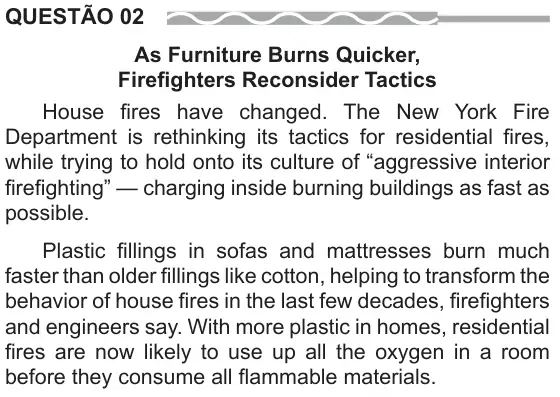 QUESTÃO 02
As Furniture Burns Quicker,
Firefighters Reconsider Tactics
House fires have changed. The New York Fire
Department is rethinking its tactics for residential fires,
while trying to hold onto its culture of “aggressive interior
firefighting” — charging inside burning buildings as fast as
possible.
Plastic fillings in sofas and mattresses burn much
faster than older fillings like cotton, helping to transform the
behavior of house fires in the last few decades, firefighters
and engineers say. With more plastic in homes, residential
fires are now likely to use up all the oxygen in a room
before they consume all flammable materials.